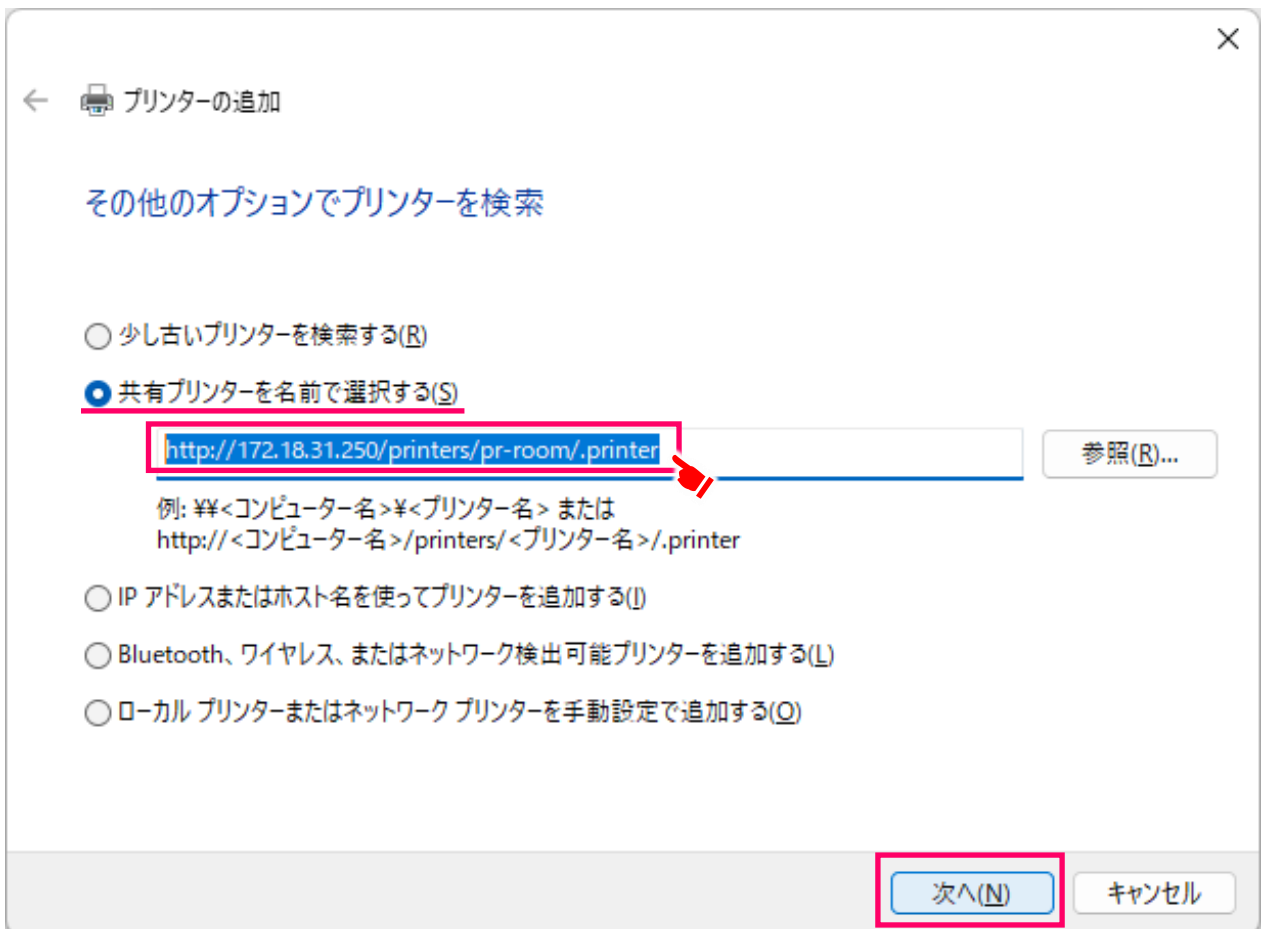 プリンターの追加
その他のオプションでプリンターを検索
少し古いプリンターを検索する(R)
共有プリンターを名前で選択する(S)
http://172.18.31.250/printers/pr-room/.printer
参照(R)...
例: ¥¥<コンピューター名>¥<プリンター名> または
http://<コンピューター名>/printers/<プリンター名>/.printer
IP アドレスまたはホスト名を使ってプリンターを追加する(I)
Bluetooth、ワイヤレス、またはネットワーク検出可能プリンターを追加する(L)
ローカル プリンターまたはネットワーク プリンターを手動設定で追加する(O)
次へ(N)
キャンセル